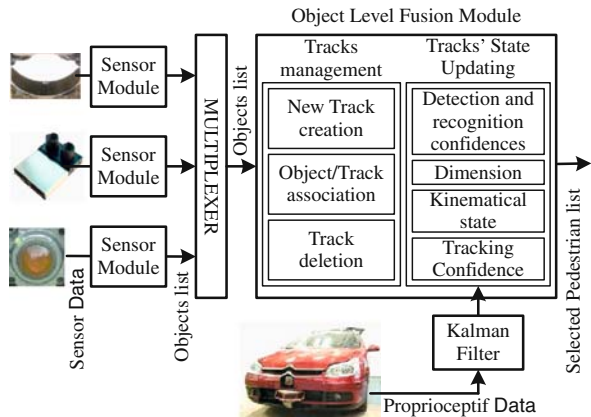 Object Level Fusion Module
Sensor
Module
Sensor
Module
Sensor
Module
Sensor Data
Objects list
MULTIPLEXER
Objects list
Tracks
management
New Track
creation
Object/Track
association
Track
deletion
Tracks' State
Updating
Detection and
recognition
confidences
Dimension
Kinematical
state
Tracking
Confidence
Selected Pedestrian list
Kalman
Filter
Proprioceptif Data